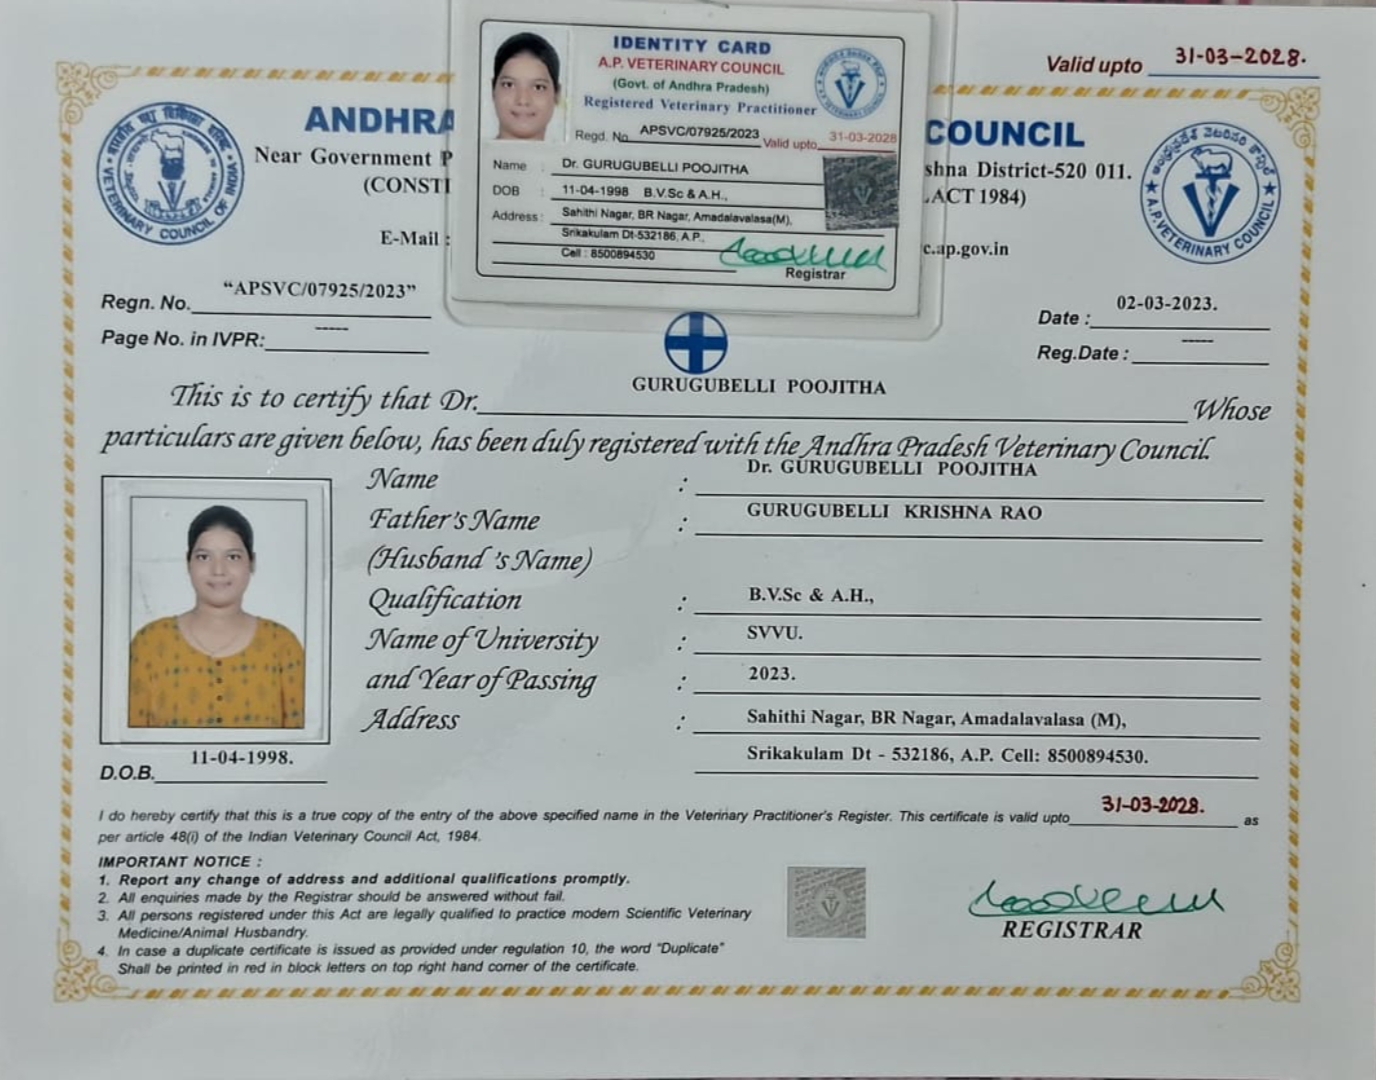 IDENTITY CARD
A.P. VETERINARY COUNCIL
(Govt. of Andhra Pradesh)
Registered Veterinary Practitioner
Regd. No. APSVC/07925/2023 Valid upto 31-03-2028
Name : Dr. GURUGUBELLI POOJITHA
DOB : 11-04-1998 B.V.Sc & A.H.,
Address : Sahithi Nagar, BR Nagar, Amadalavalasa(M),
Srikakulam Dt-532186, A.P.,
Cell : 8500894530
Registrar
Valid upto 31-03-2028.
ANDHRA COUNCIL
Near Government P shna District-520 011.
(CONSTI ACT 1984)
E-Mail : c.ap.gov.in
VETERINARY COUNCIL OF INDIA
A.P. VETERINARY COUNCIL
Regn. No. "APSVC/07925/2023"
Date : 02-03-2023.
Page No. in IVPR: -----
Reg.Date : -----
This is to certify that Dr. GURUGUBELLI POOJITHA Whose
particulars are given below, has been duly registered with the Andhra Pradesh Veterinary Council.
Name : Dr. GURUGUBELLI POOJITHA
Father's Name : GURUGUBELLI KRISHNA RAO
(Husband 's Name)
Qualification : B.V.Sc & A.H.,
Name of University : SVVU.
and Year of Passing : 2023.
Address : Sahithi Nagar, BR Nagar, Amadalavalasa (M),
Srikakulam Dt - 532186, A.P. Cell: 8500894530.
D.O.B. 11-04-1998.
I do hereby certify that this is a true copy of the entry of the above specified name in the Veterinary Practitioner's Register. This certificate is valid upto 31-03-2028. as
per article 48(i) of the Indian Veterinary Council Act, 1984.
IMPORTANT NOTICE :
1. Report any change of address and additional qualifications promptly.
2. All enquiries made by the Registrar should be answered without fail.
3. All persons registered under this Act are legally qualified to practice modern Scientific Veterinary
Medicine/Animal Husbandry.
4. In case a duplicate certificate is issued as provided under regulation 10, the word "Duplicate"
Shall be printed in red in block letters on top right hand corner of the certificate.
REGISTRAR